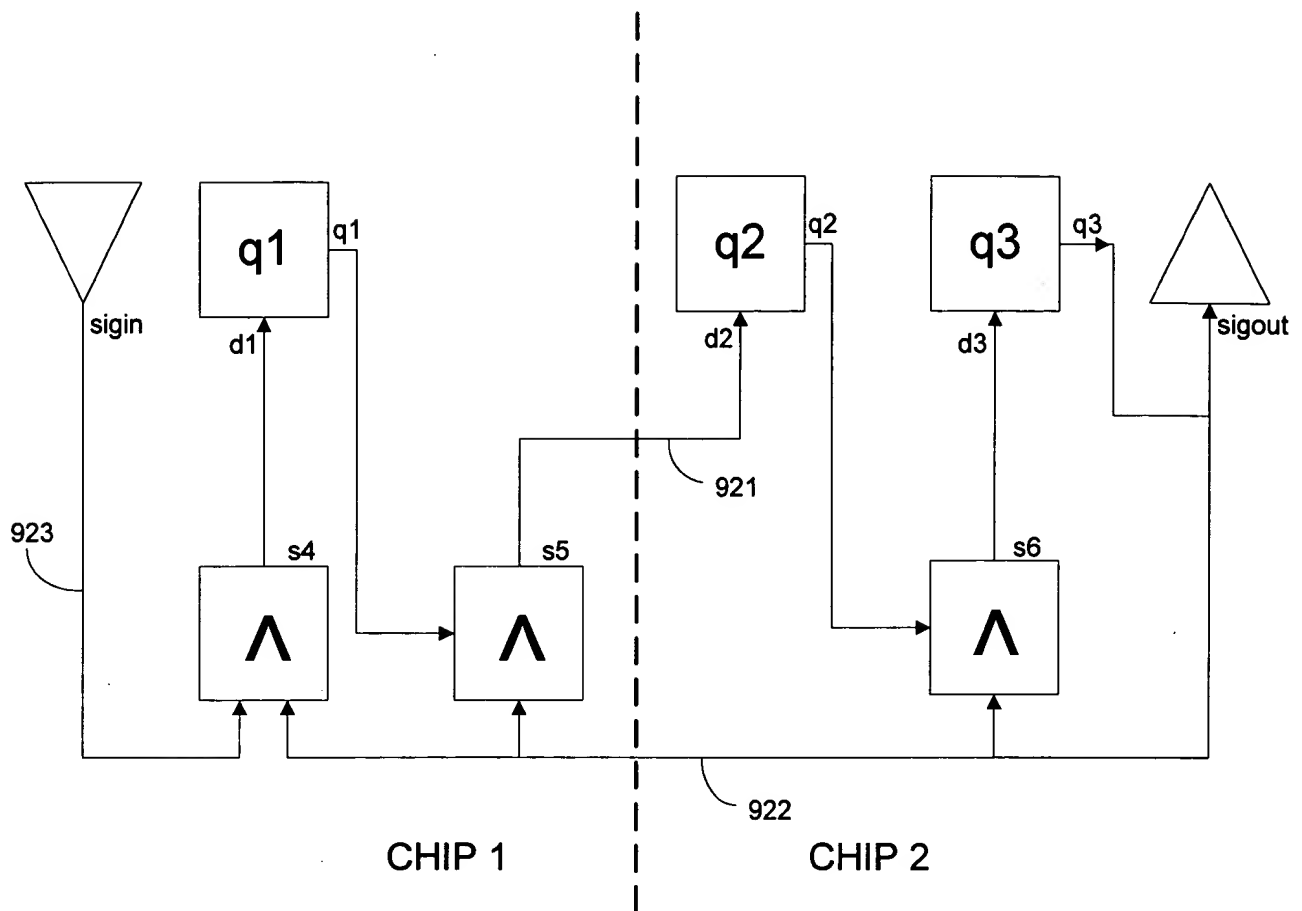 q1
q1
q2
q2
q3
q3
sigin
d1
d2
d3
sigout
921
923
s4
s5
s6
Λ
Λ
Λ
922
CHIP 1
CHIP 2